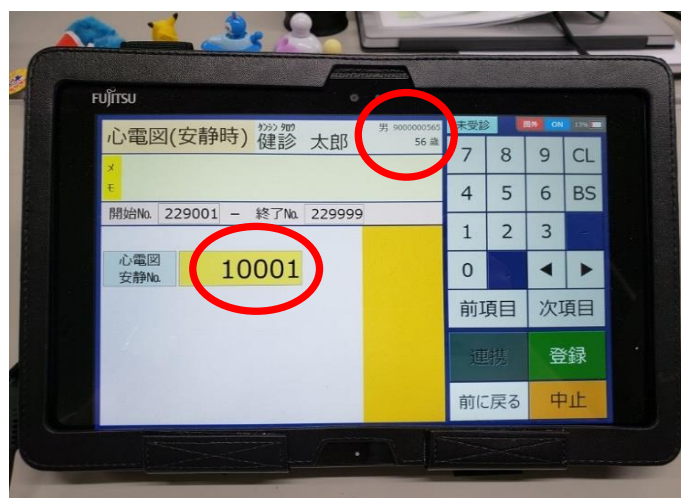 FUJITSU
心電図(安静時)
ケンシン タロウ
健診 太郎
男 9000000565
56 歳
未受診
圏外 ON 13%
メモ
開始No. 229001 − 終了No. 229999
心電図
安静No.
10001
7 8 9 CL
4 5 6 BS
1 2 3 -
0 . ◀ ▶
前項目 次項目
連携 登録
前に戻る 中止